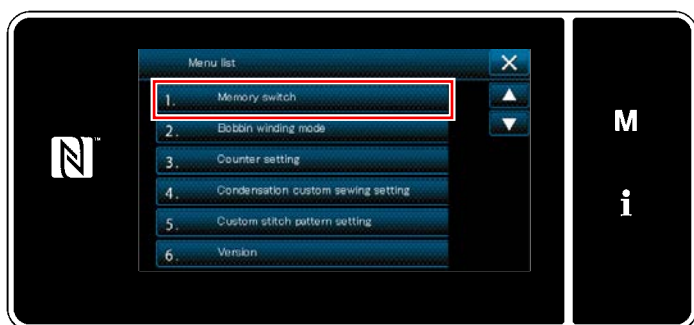 Menu list
1. Memory switch
2. Bobbin winding mode
3. Counter setting
4. Condensation custom sewing setting
5. Custom stitch pattern setting
6. Version
M
i